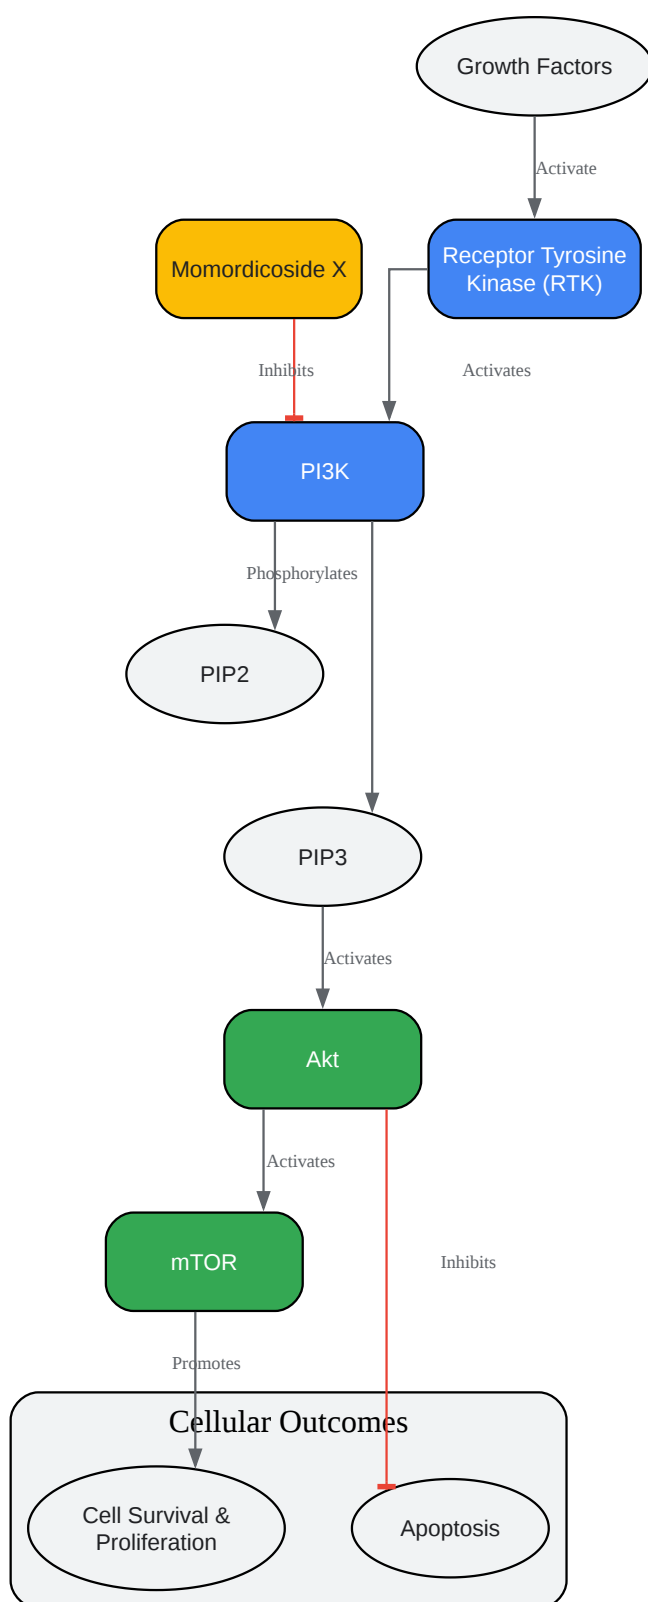 Growth Factors
Activate
Momordicoside X
Receptor Tyrosine
Kinase (RTK)
Inhibits
Activates
PI3K
Phosphorylates
PIP2
PIP3
Activates
Akt
Activates
mTOR
Inhibits
Promotes
Cellular Outcomes
Cell Survival &
Proliferation
Apoptosis